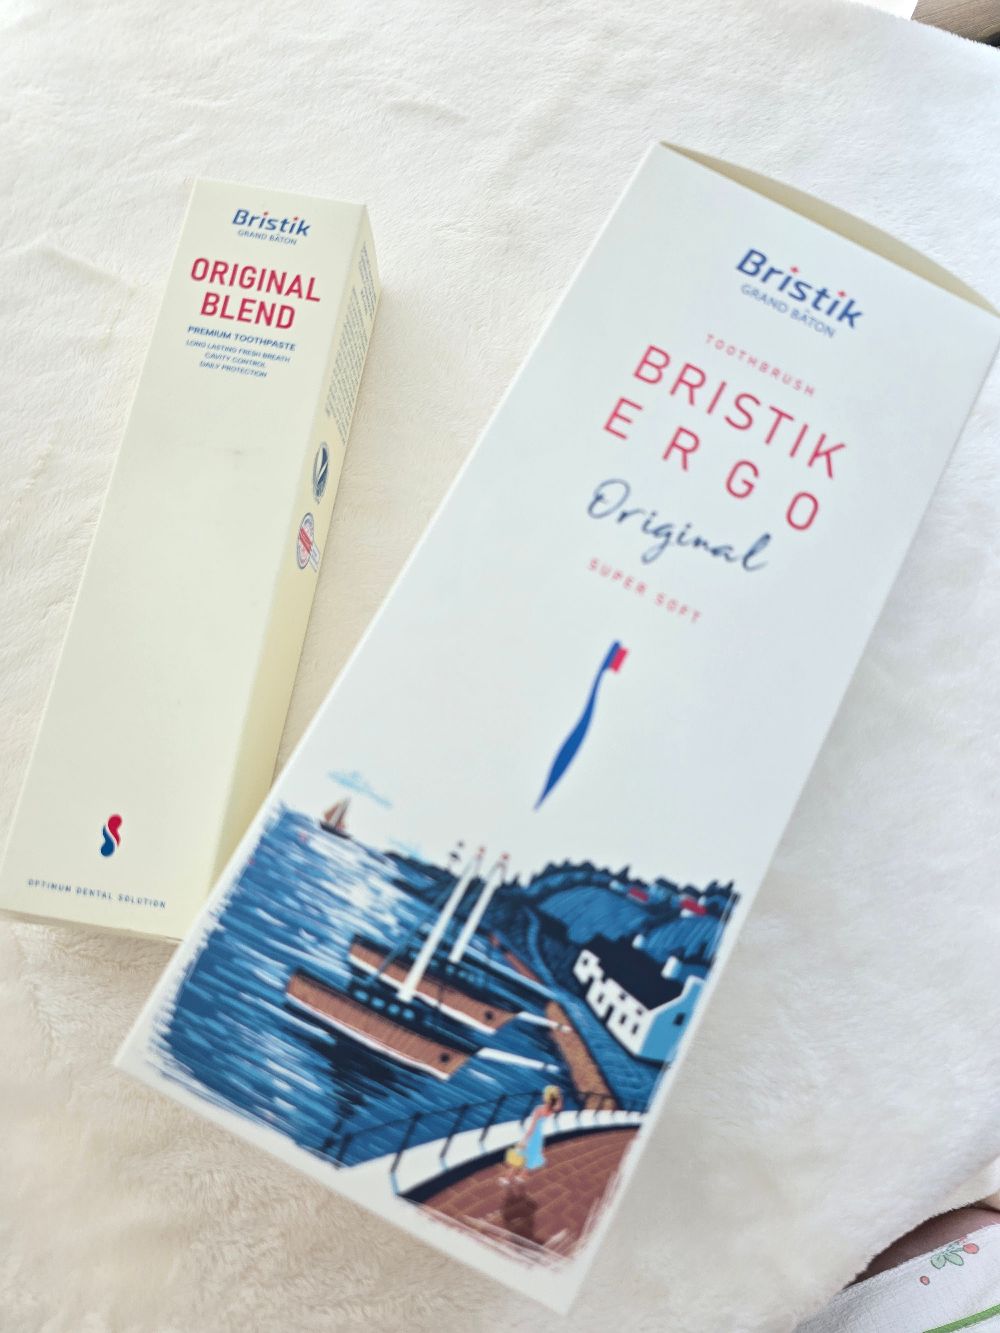 Bristik
GRAND BÂTON
ORIGINAL
BLEND
PREMIUM TOOTHPASTE
LONG LASTING FRESH BREATH
CAVITY CONTROL
DAILY PROTECTION
OPTIMUM DENTAL SOLUTION
Bristik
GRAND BÂTON
TOOTHBRUSH
BRISTIK
ERGO
Original
SUPER SOFT